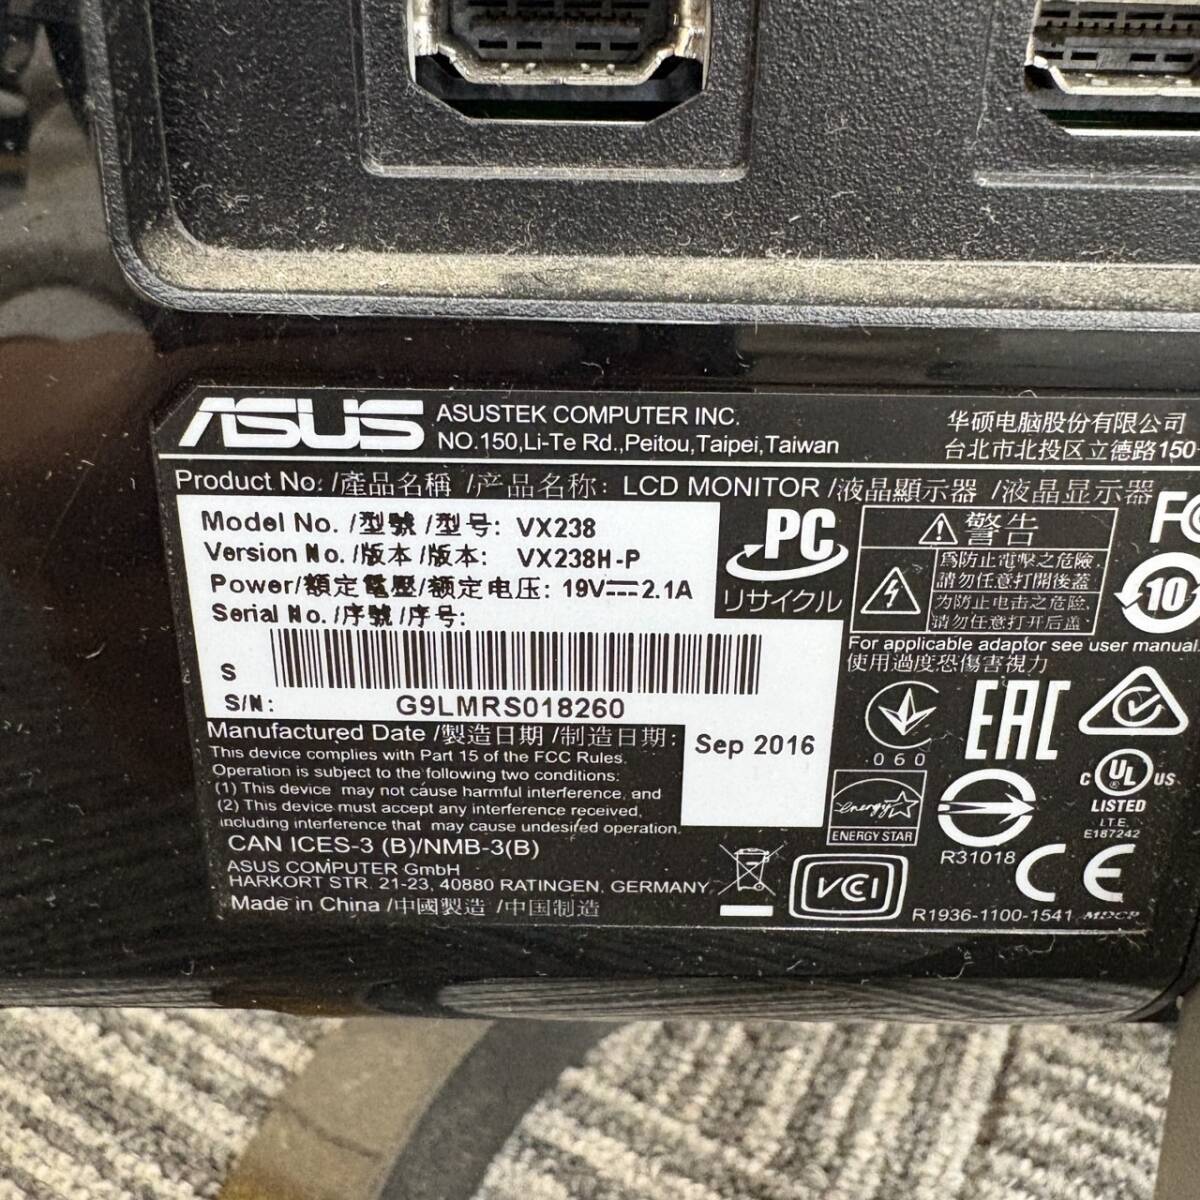 ASUS ASUSTEK COMPUTER INC. 华硕电脑股份有限公司
NO.150,Li-Te Rd.,Peitou,Taipei,Taiwan 台北市北投区立德路150
Product No. /產品名稱 /产品名称: LCD MONITOR /液晶顯示器 /液晶显示器
Model No. /型號 /型号: VX238
Version No. /版本 /版本: VX238H-P
Power/額定電壓/额定电压: 19V⎓2.1A
Serial No. /序號 /序号:
S
S/N: G9LMRS018260
Manufactured Date /製造日期 /制造日期: Sep 2016
This device complies with Part 15 of the FCC Rules.
Operation is subject to the following two conditions:
(1) This device may not cause harmful interference, and
(2) This device must accept any interference received,
including interference that may cause undesired operation.
CAN ICES-3 (B)/NMB-3(B)
ASUS COMPUTER GmbH
HARKORT STR. 21-23, 40880 RATINGEN, GERMANY
Made in China /中國製造 /中国制造
PC
リサイクル
警告
為防止電擊之危險,
請勿任意打開後蓋
为防止电击之危险,
请勿任意打开后盖
FC
10
For applicable adaptor see user manual.
使用過度恐傷害視力
060
EAC
energy
ENERGY STAR
R31018
C UL US
LISTED
I.T.E.
E187242
VCCI
CE
R1936-1100-1541 MDCP